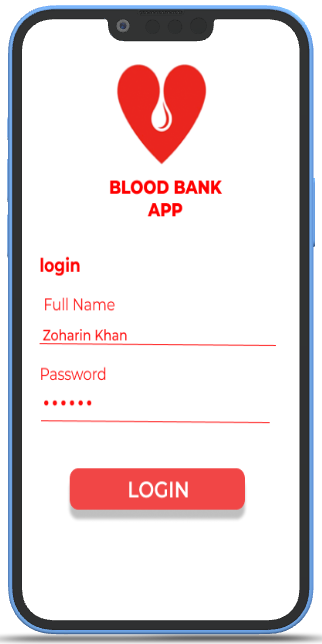 BLOOD BANK
APP
login
Full Name
Zoharin Khan
Password
••••••
LOGIN